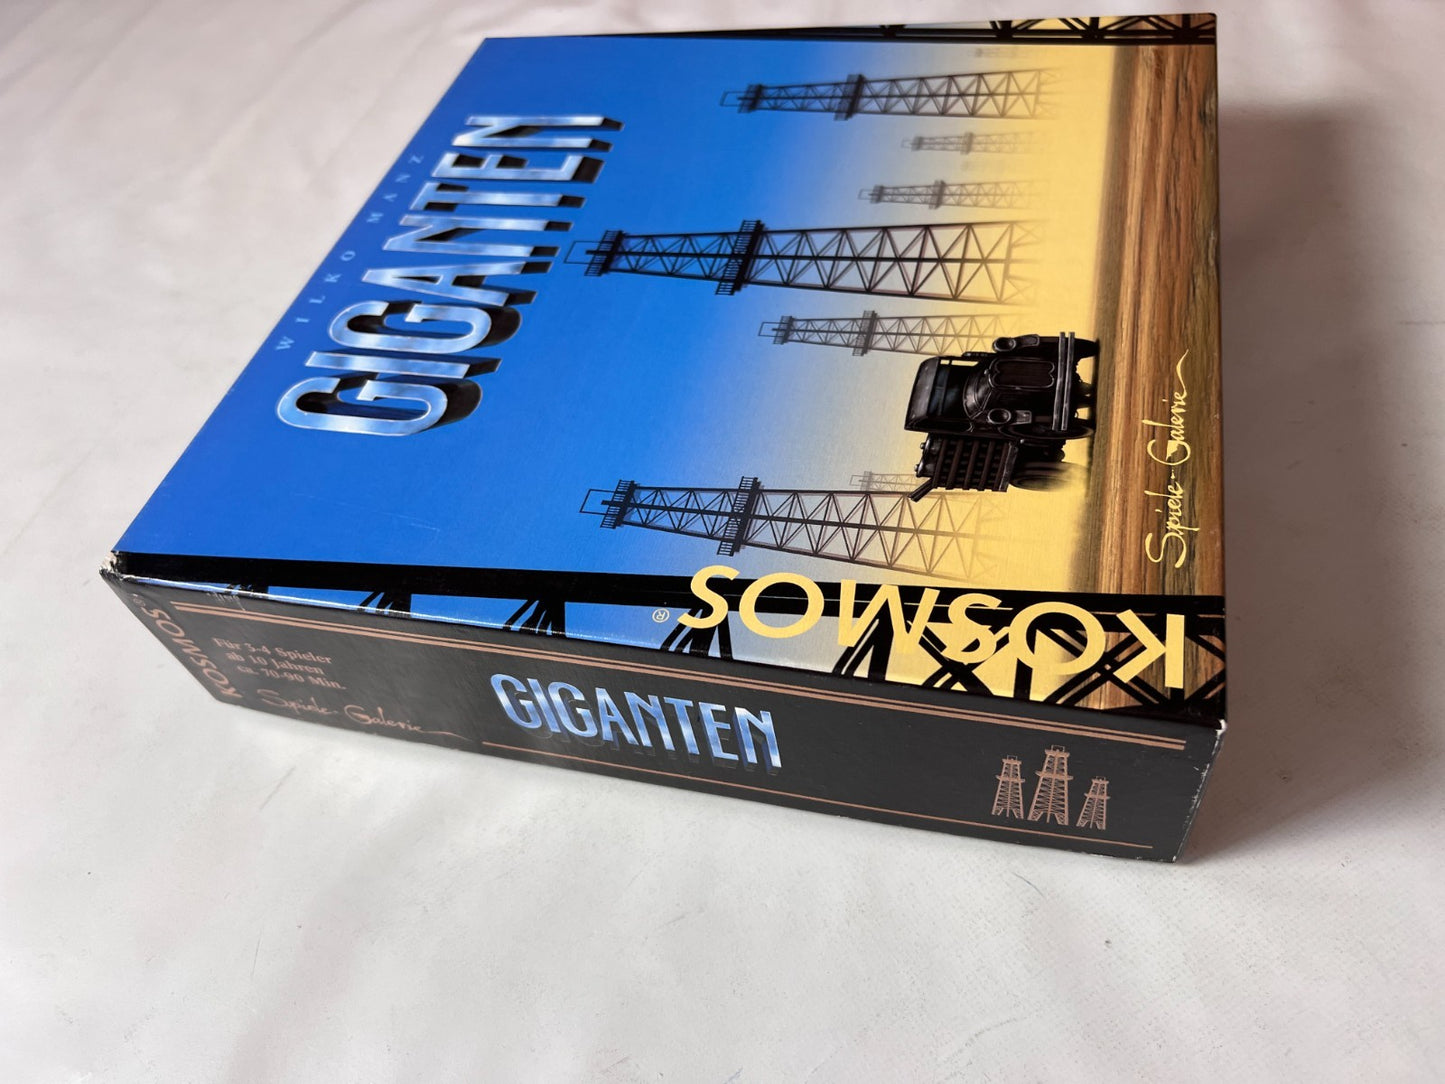 WILKO MANZ
GIGANTEN
Spiele-Galerie
KOSMOS®
KOSMOS
Für 3-4 Spieler
ab 10 Jahren
ca. 70-90 Min.
Spiele-Galerie
GIGANTEN